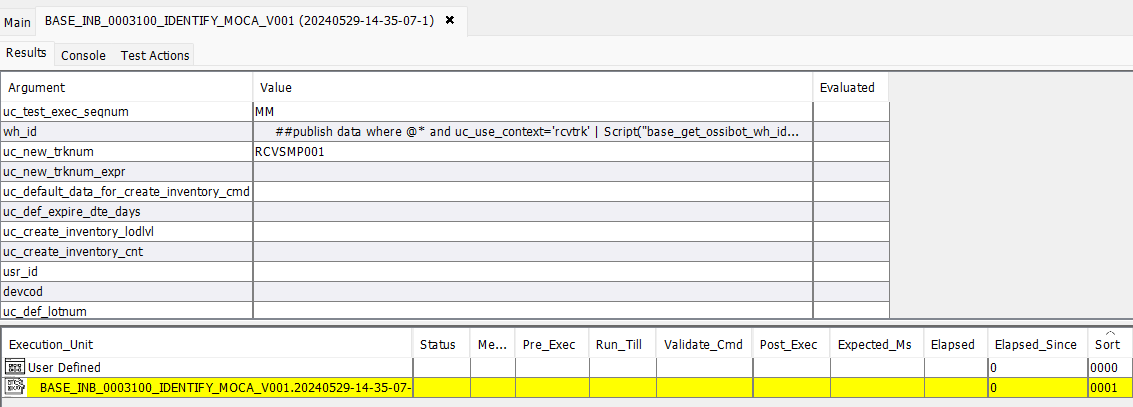 Main BASE_INB_0003100_IDENTIFY_MOCA_V001 (20240529-14-35-07-1) ✖
Results Console Test Actions
Argument Value Evaluated
uc_test_exec_seqnum MM
wh_id ##publish data where @* and uc_use_context='rcvtrk' | Script("base_get_ossibot_wh_id...
uc_new_trknum RCVSMP001
uc_new_trknum_expr
uc_default_data_for_create_inventory_cmd
uc_def_expire_dte_days
uc_create_inventory_lodlvl
uc_create_inventory_cnt
usr_id
devcod
uc_def_lotnum
Execution_Unit Status Me... Pre_Exec Run_Till Validate_Cmd Post_Exec Expected_Ms Elapsed Elapsed_Since Sort
User Defined 0 0000
BASE_INB_0003100_IDENTIFY_MOCA_V001.20240529-14-35-07- 0 0001